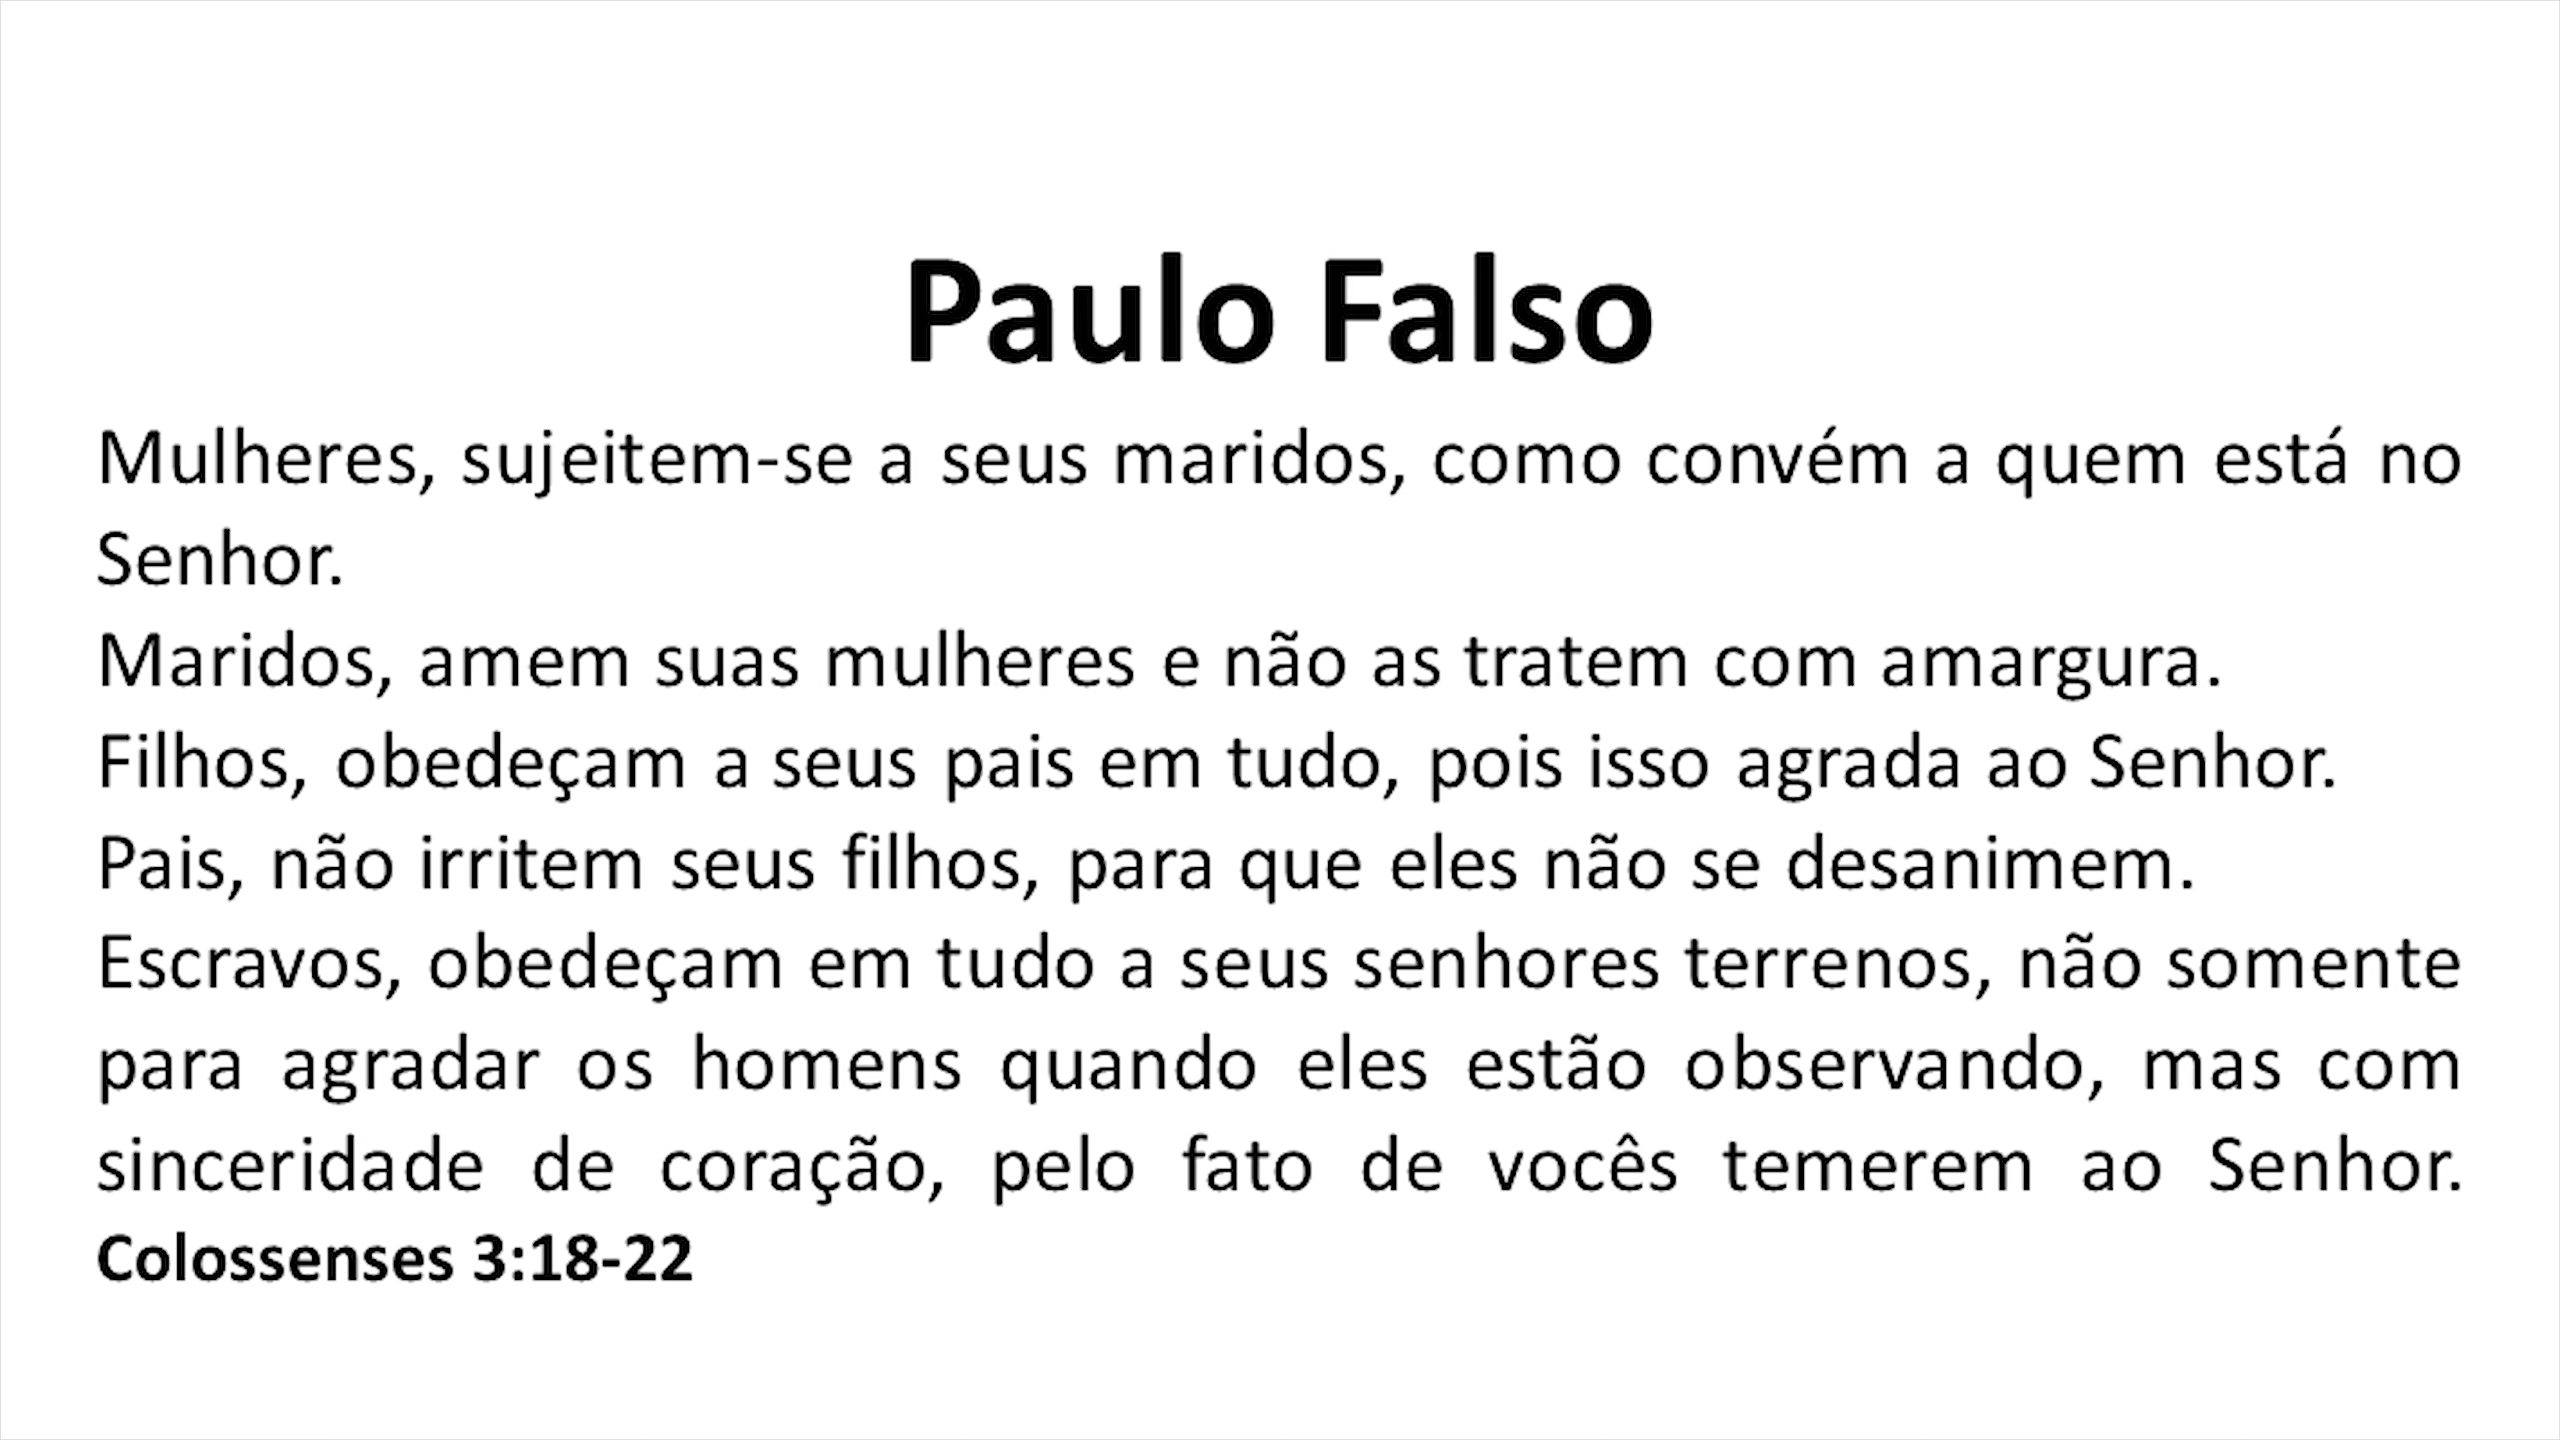 Paulo Falso
Mulheres, sujeitem-se a seus maridos, como convém a quem está no
Senhor.
Maridos, amem suas mulheres e não as tratem com amargura.
Filhos, obedeçam a seus pais em tudo, pois isso agrada ao Senhor.
Pais, não irritem seus filhos, para que eles não se desanimem.
Escravos, obedeçam em tudo a seus senhores terrenos, não somente
para agradar os homens quando eles estão observando, mas com
sinceridade de coração, pelo fato de vocês temerem ao Senhor.
Colossenses 3:18-22